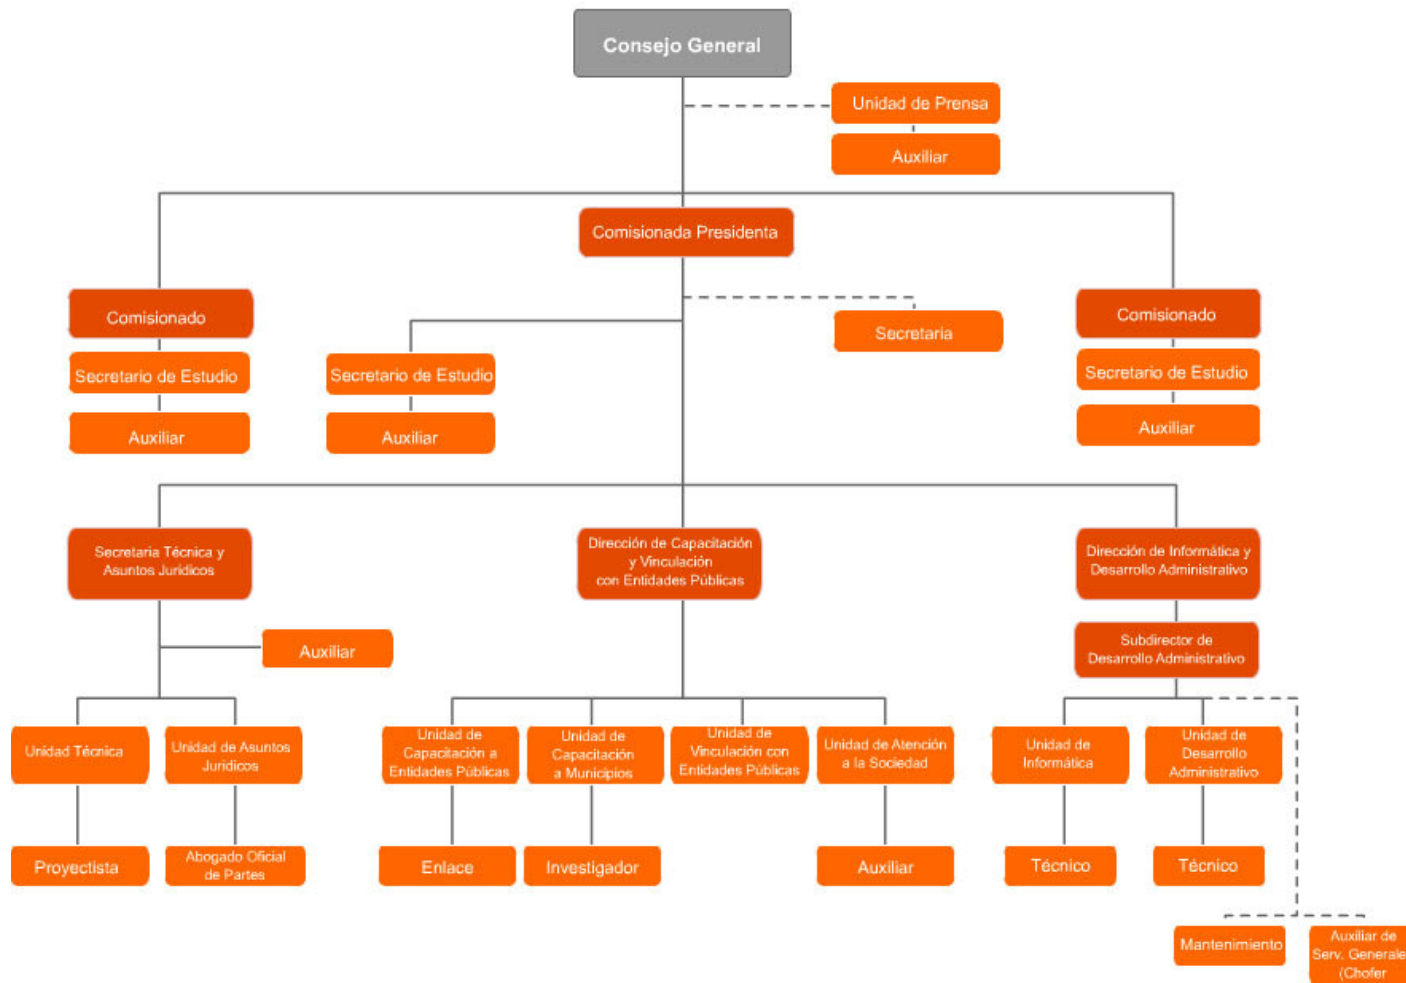 Consejo General
Unidad de Prensa
Auxiliar
Comisionada Presidenta
Comisionado
Secretario de Estudio
Auxiliar
Secretario de Estudio
Auxiliar
Secretaria
Comisionado
Secretario de Estudio
Auxiliar
Secretaria Técnica y
Asuntos Juridicos
Dirección de Capacitación
y Vinculación
con Entidades Públicas
Dirección de Informática y
Desarrollo Administrativo
Auxiliar
Subdirector de
Desarrollo Administrativo
Unidad Técnica
Unidad de Asuntos
Juridicos
Unidad de
Capacitación a
Entidades Públicas
Unidad de
Capacitación
a Municipios
Unidad de
Vinculación con
Entidades Públicas
Unidad de Atención
a la Sociedad
Unidad de
Informática
Unidad de
Desarrollo
Administrativo
Proyectista
Abogado Oficial
de Partes
Enlace
Investigador
Auxiliar
Técnico
Técnico
Mantenimiento
Auxiliar de
Serv. Generale
(Chofer